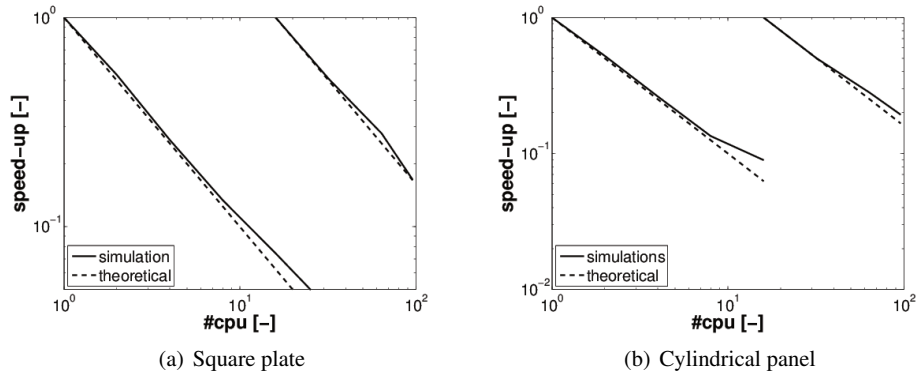 10^0
10^-1
speed-up [-]
simulation
theoretical
10^0
10^1
10^2
#cpu [-]
(a) Square plate
10^0
10^-1
10^-2
speed-up [-]
simulations
theoretical
10^0
10^1
10^2
#cpu [-]
(b) Cylindrical panel